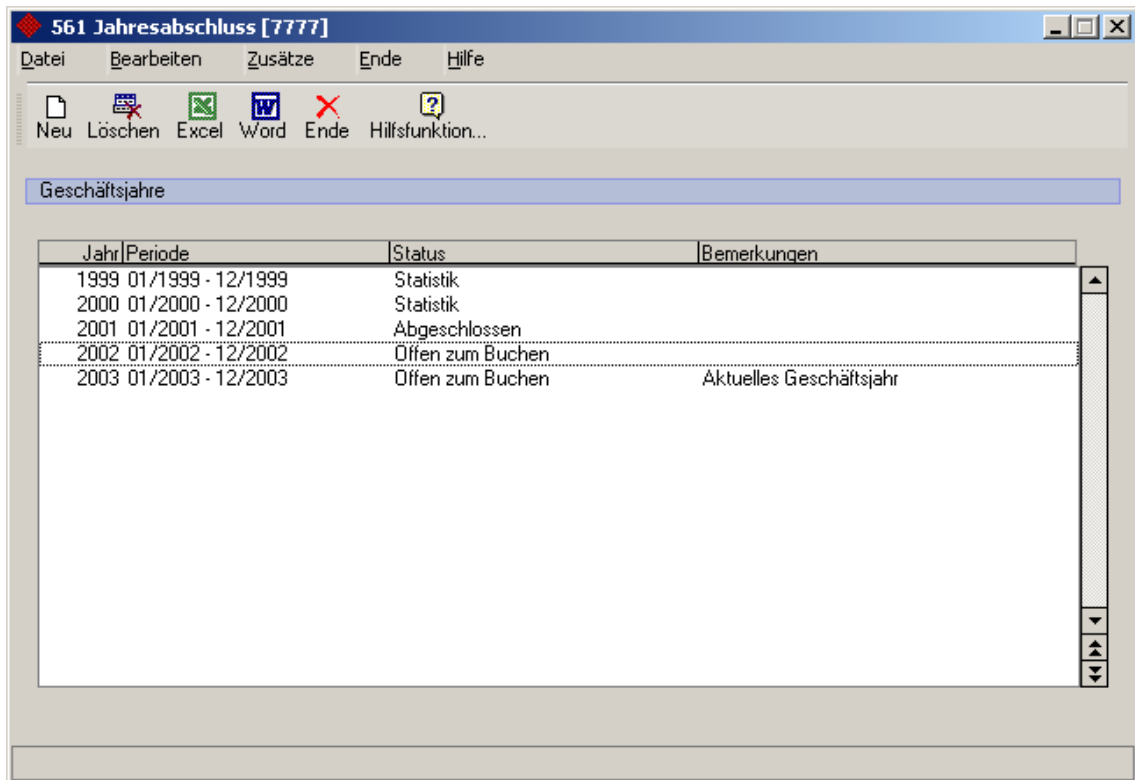 561 Jahresabschluss [7777]
Datei Bearbeiten Zusätze Ende Hilfe
Neu Löschen Excel Word Ende Hilfsfunktion...
Geschäftsjahre
Jahr Periode Status Bemerkungen
1999 01/1999 - 12/1999 Statistik
2000 01/2000 - 12/2000 Statistik
2001 01/2001 - 12/2001 Abgeschlossen
2002 01/2002 - 12/2002 Offen zum Buchen
2003 01/2003 - 12/2003 Offen zum Buchen Aktuelles Geschäftsjahr